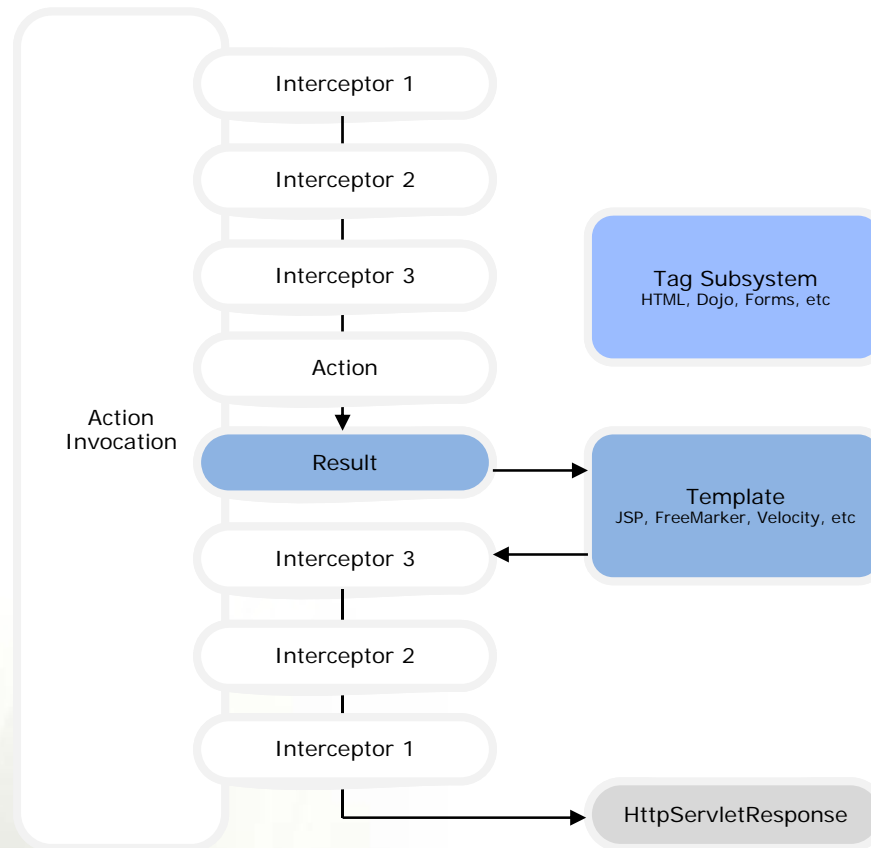 Interceptor 1
Interceptor 2
Interceptor 3
Tag Subsystem
HTML, Dojo, Forms, etc
Action
Action
Invocation
Result
Template
JSP, FreeMarker, Velocity, etc
Interceptor 3
Interceptor 2
Interceptor 1
HttpServletResponse